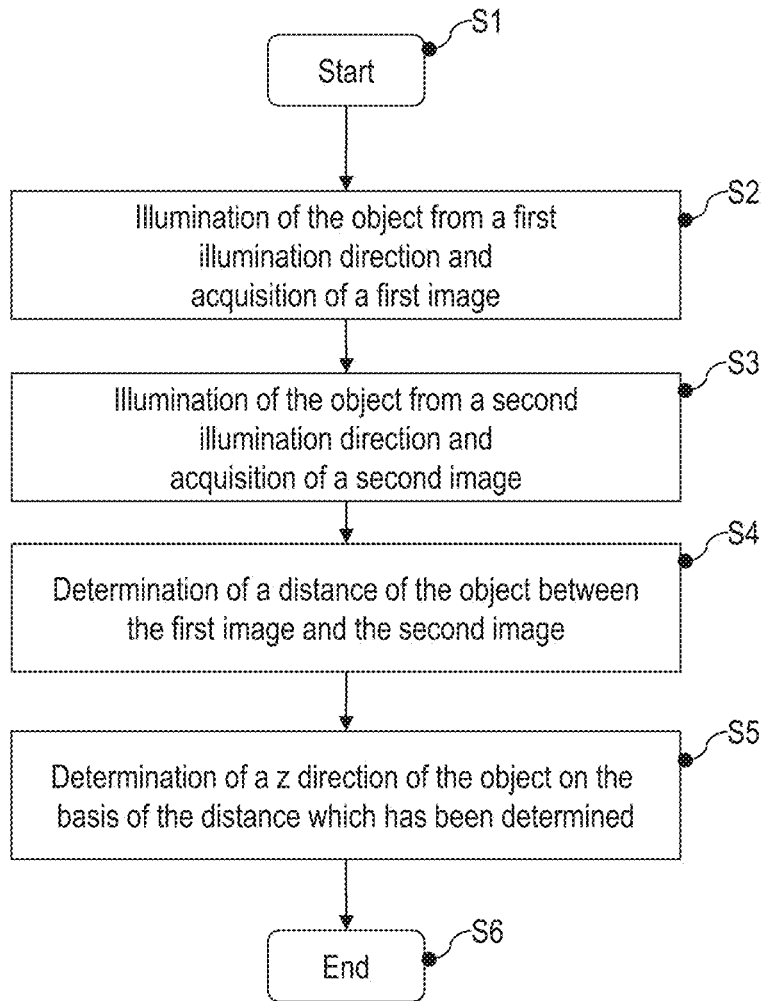 S1
Start
S2
Illumination of the object from a first
illumination direction and
acquisition of a first image
S3
Illumination of the object from a second
illumination direction and
acquisition of a second image
S4
Determination of a distance of the object between
the first image and the second image
S5
Determination of a z direction of the object on the
basis of the distance which has been determined
S6
End